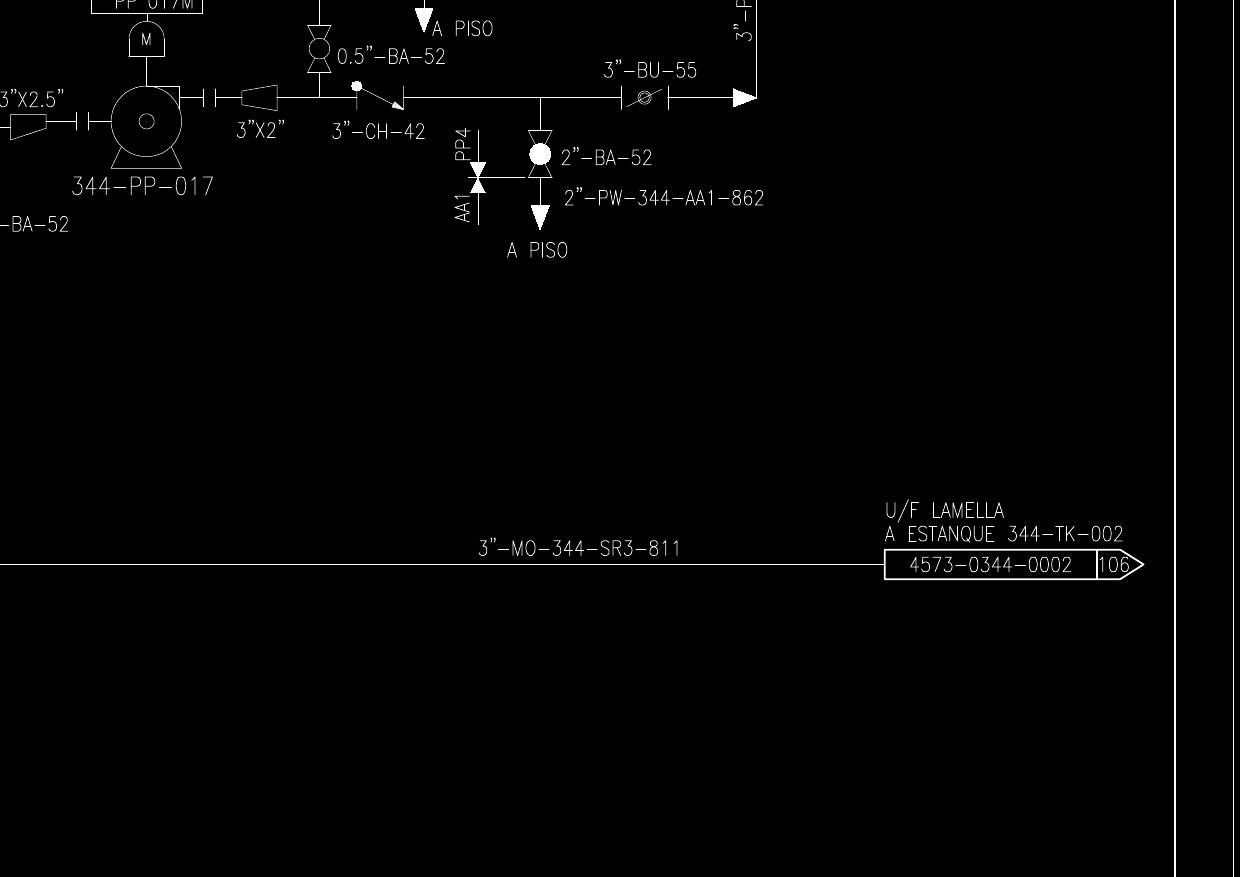 PP-017M
A PISO
3"-P
M
0.5"-BA-52
3"-BU-55
3"X2.5"
3"X2"
3"-CH-42
PP4
2"-BA-52
344-PP-017
2"-PW-344-AA1-862
AA1
-BA-52
A PISO
U/F LAMELLA
A ESTANQUE 344-TK-002
3"-MO-344-SR3-811
4573-0344-0002
106